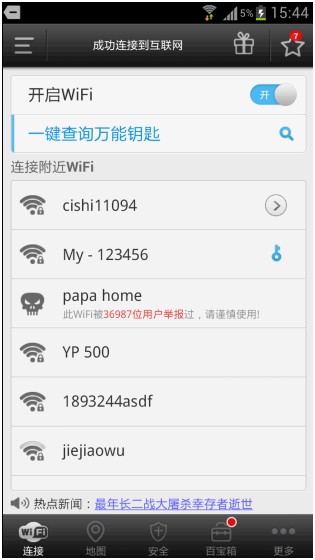 5% 15:44
成功连接到互联网
7
开启WiFi
开
一键查询万能钥匙
连接附近WiFi
cishi11094
My - 123456
papa home
此WiFi被36987位用户举报过，请谨慎使用!
YP 500
1893244asdf
jiejiaowu
热点新闻：最年长二战大屠杀幸存者逝世
WiFi
连接 地图 安全 百宝箱 更多